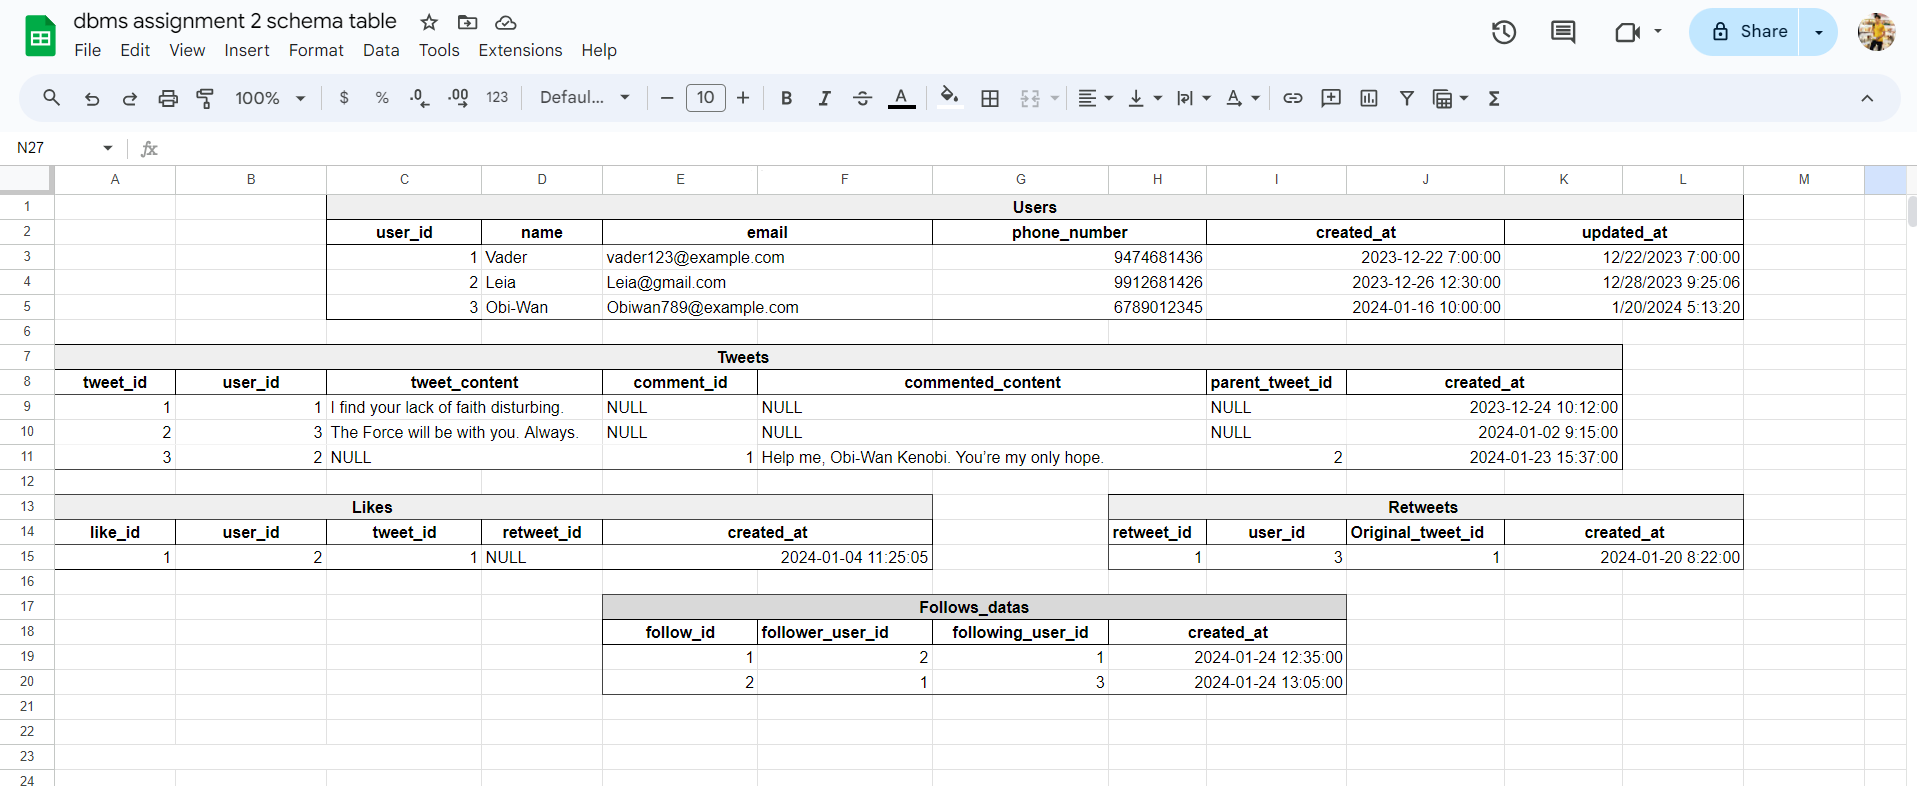 dbms assignment 2 schema table
File Edit View Insert Format Data Tools Extensions Help
Share
100% $ % .0 .00 123 Defaul... 10 B I A
N27 fx
A B C D E F G H I J K L M
1 Users
2 user_id name email phone_number created_at updated_at
3 1 Vader vader123@example.com 9474681436 2023-12-22 7:00:00 12/22/2023 7:00:00
4 2 Leia Leia@gmail.com 9912681426 2023-12-26 12:30:00 12/28/2023 9:25:06
5 3 Obi-Wan Obiwan789@example.com 6789012345 2024-01-16 10:00:00 1/20/2024 5:13:20
6
7 Tweets
8 tweet_id user_id tweet_content comment_id commented_content parent_tweet_id created_at
9 1 1 I find your lack of faith disturbing. NULL NULL NULL 2023-12-24 10:12:00
10 2 3 The Force will be with you. Always. NULL NULL NULL 2024-01-02 9:15:00
11 3 2 NULL 1 Help me, Obi-Wan Kenobi. You’re my only hope. 2 2024-01-23 15:37:00
12
13 Likes Retweets
14 like_id user_id tweet_id retweet_id created_at retweet_id user_id Original_tweet_id created_at
15 1 2 1 NULL 2024-01-04 11:25:05 1 3 1 2024-01-20 8:22:00
16
17 Follows_datas
18 follow_id follower_user_id following_user_id created_at
19 1 2 1 2024-01-24 12:35:00
20 2 1 3 2024-01-24 13:05:00
21
22
23
24